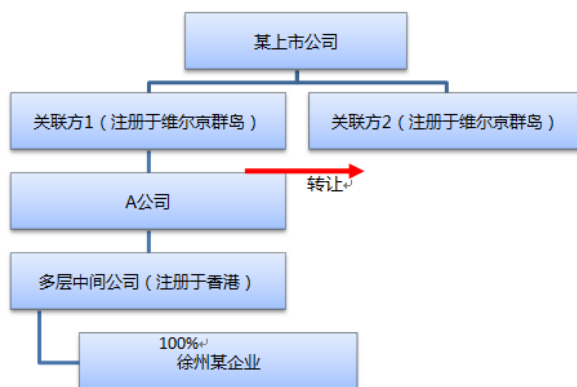 某上市公司
关联方1（注册于维尔京群岛）
关联方2（注册于维尔京群岛）
转让
A公司
多层中间公司（注册于香港）
100%
徐州某企业